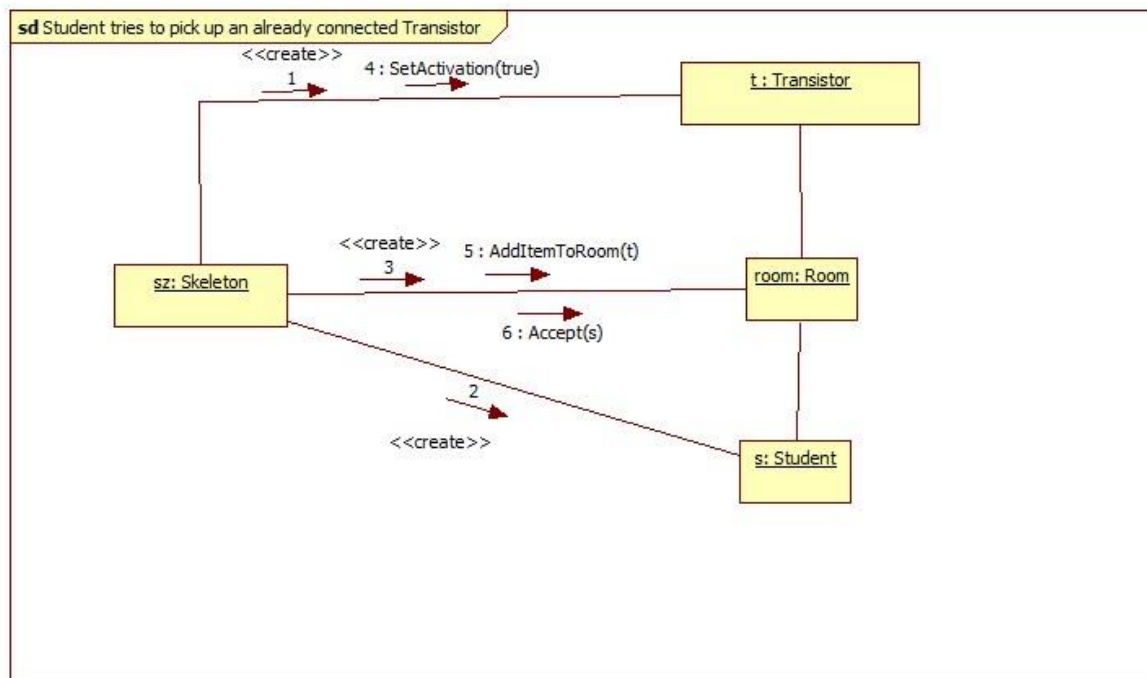 sd Student tries to pick up an already connected Transistor
<<create>>
1
4 : SetActivation(true)
t : Transistor
<<create>>
3
5 : AddItemToRoom(t)
sz: Skeleton
room: Room
6 : Accept(s)
2
<<create>>
s: Student